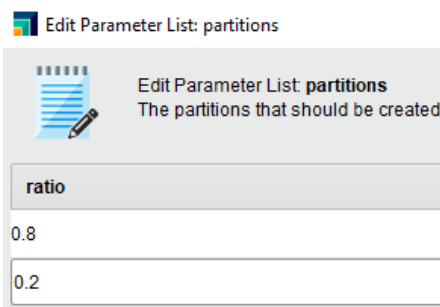 Edit Parameter List: partitions
Edit Parameter List: partitions
The partitions that should be created
ratio
0.8
0.2